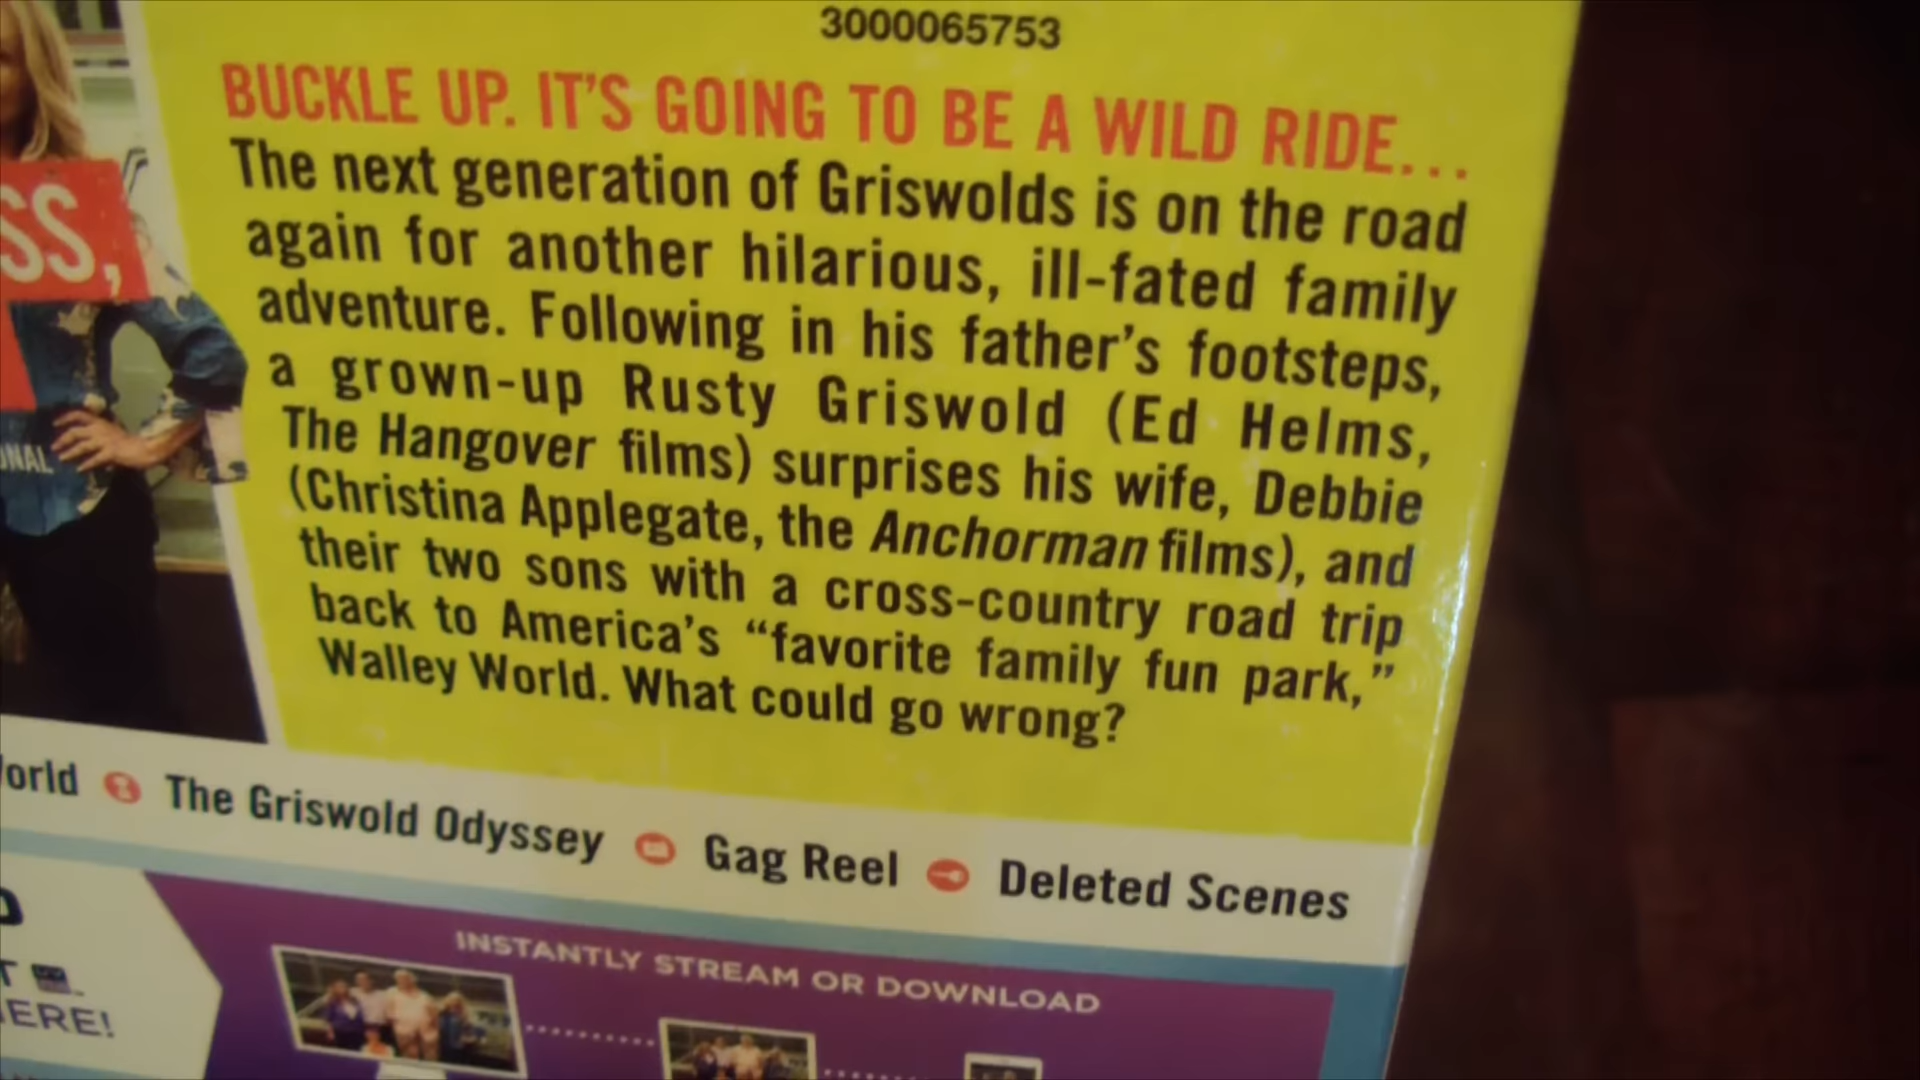 3000065753
BUCKLE UP. IT'S GOING TO BE A WILD RIDE...
The next generation of Griswolds is on the road
again for another hilarious, ill-fated family
adventure. Following in his father's footsteps,
a grown-up Rusty Griswold (Ed Helms,
The Hangover films) surprises his wife, Debbie
(Christina Applegate, the Anchorman films), and
their two sons with a cross-country road trip
back to America's "favorite family fun park,"
Walley World. What could go wrong?
SS,
ONAL
orld The Griswold Odyssey Gag Reel Deleted Scenes
INSTANTLY STREAM OR DOWNLOAD
T UV
ERE!